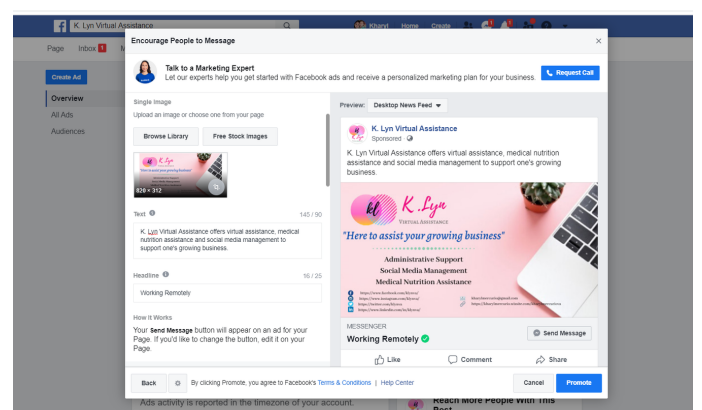 K. Lyn Virtual Assistance
Kharyl Home Create
Page Inbox 1
Encourage People to Message
Talk to a Marketing Expert
Let our experts help you get started with Facebook ads and receive a personalized marketing plan for your business.
Request Call
Create Ad
Overview
All Ads
Audiences
Single Image
Upload an image or choose one from your page
Browse Library
Free Stock Images
820 × 312
Text
145 / 90
K. Lyn Virtual Assistance offers virtual assistance, medical
nutrition assistance and social media management to
support one's growing business.
Headline
16 / 25
Working Remotely
How It Works
Your Send Message button will appear on an ad for your
Page. If you'd like to change the button, edit it on your
Page.
Preview: Desktop News Feed
K. Lyn Virtual Assistance
Sponsored
K. Lyn Virtual Assistance offers virtual assistance, medical nutrition
assistance and social media management to support one's growing
business.
kl
K . Lyn
VIRTUAL ASSISTANCE
"Here to assist your growing business"
Administrative Support
Social Media Management
Medical Nutrition Assistance
MESSENGER
Working Remotely
Send Message
Like
Comment
Share
Back
By clicking Promote, you agree to Facebook's Terms & Conditions | Help Center
Cancel
Promote
Ads activity is reported in the timezone of your account.
Reach More People With This
Post